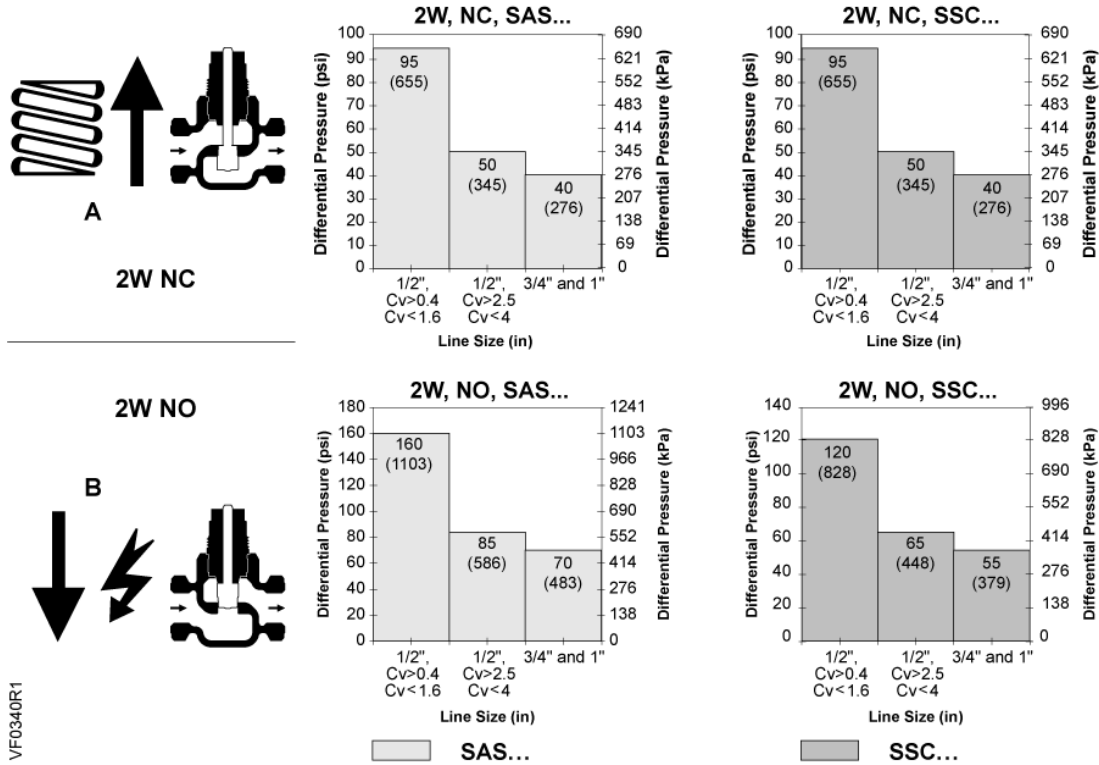 A
2W NC
2W, NC, SAS...
Differential Pressure (psi)
100
90
80
70
60
50
40
30
20
10
0
95
(655)
50
(345)
40
(276)
690
621
552
483
414
345
276
207
138
69
0
Differential Pressure (kPa)
1/2",
Cv>0.4
Cv<1.6
1/2",
Cv>2.5
Cv<4
3/4" and 1"
Line Size (in)
2W, NC, SSC...
Differential Pressure (psi)
100
90
80
70
60
50
40
30
20
10
0
95
(655)
50
(345)
40
(276)
690
621
552
483
414
345
276
207
138
69
0
Differential Pressure (kPa)
1/2",
Cv>0.4
Cv<1.6
1/2",
Cv>2.5
Cv<4
3/4" and 1"
Line Size (in)
2W NO
B
VF0340R1
2W, NO, SAS...
Differential Pressure (psi)
180
160
140
120
100
80
60
40
20
0
160
(1103)
85
(586)
70
(483)
1241
1103
966
828
690
552
414
276
138
0
Differential Pressure (kPa)
1/2",
Cv>0.4
Cv<1.6
1/2",
Cv>2.5
Cv<4
3/4" and 1"
Line Size (in)
SAS...
2W, NO, SSC...
Differential Pressure (psi)
140
120
100
80
60
40
20
0
120
(828)
65
(448)
55
(379)
996
828
690
552
414
276
138
0
Differential Pressure (kPa)
1/2",
Cv>0.4
Cv<1.6
1/2",
Cv>2.5
Cv<4
3/4" and 1"
Line Size (in)
SSC...